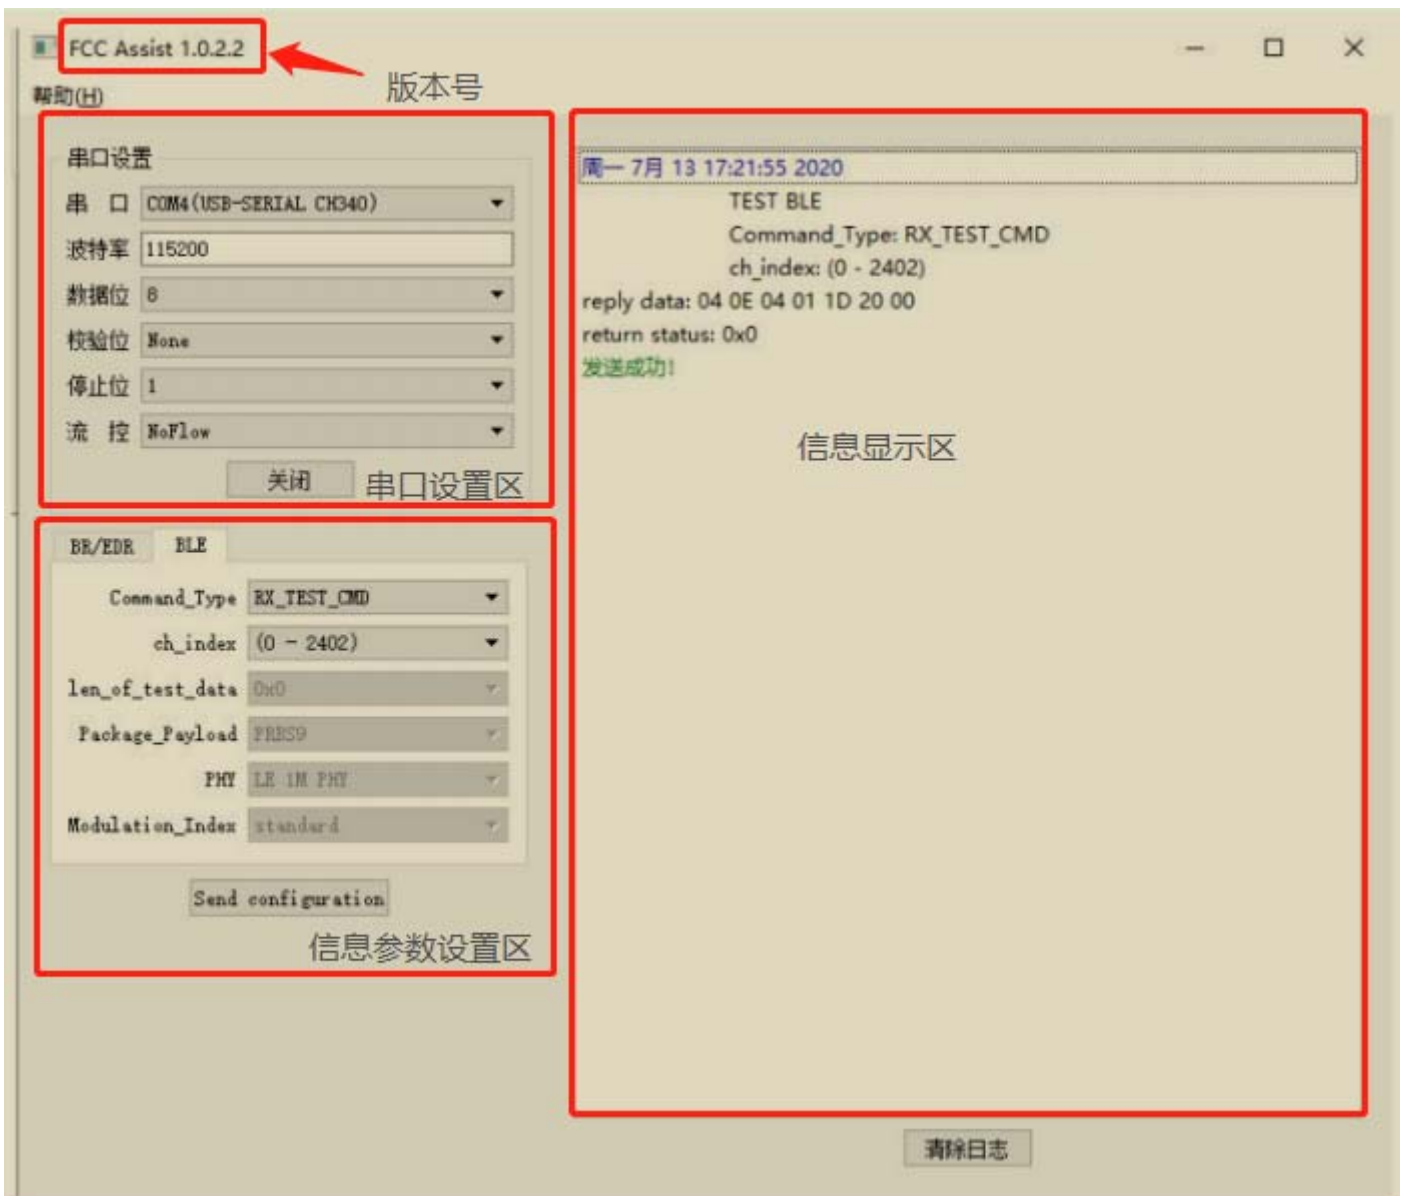 FCC Assist 1.0.2.2
版本号
帮助(H)
串口设置
串 口 COM4(USB-SERIAL CH340)
波特率 115200
数据位 8
校验位 None
停止位 1
流 控 NoFlow
关闭
串口设置区
BR/EDR BLE
Command_Type RX_TEST_CMD
ch_index (0 - 2402)
len_of_test_data 0x0
Package_Payload PRBS9
PHY LE 1M PHY
Modulation_Index standard
Send configuration
信息参数设置区
周一 7月 13 17:21:55 2020
TEST BLE
Command_Type: RX_TEST_CMD
ch_index: (0 - 2402)
reply data: 04 0E 04 01 1D 20 00
return status: 0x0
发送成功!
信息显示区
清除日志